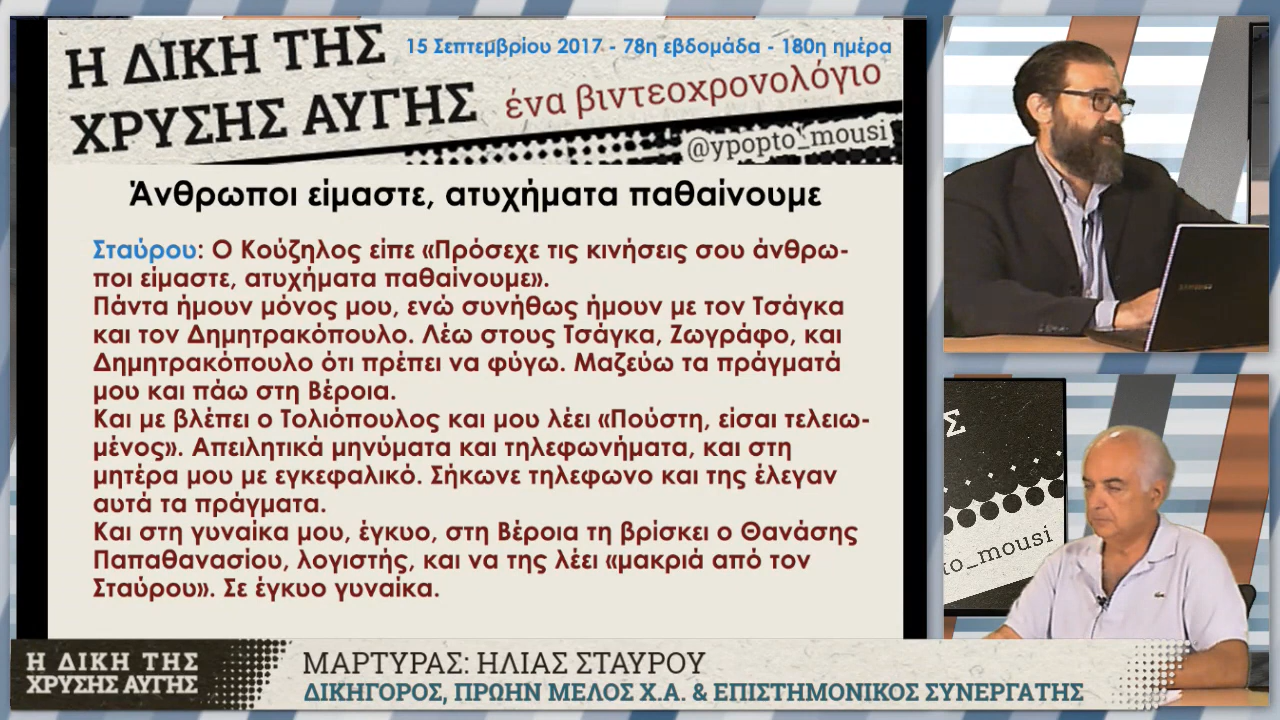 Η ΔΙΚΗ ΤΗΣ
ΧΡΥΣΗΣ ΑΥΓΗΣ
15 Σεπτεμβρίου 2017 - 78η εβδομάδα - 180η ημέρα
ένα βιντεοχρονολόγιο
@ypopto_mousi
Άνθρωποι είμαστε, ατυχήματα παθαίνουμε
Σταύρου: Ο Κούζηλος είπε «Πρόσεχε τις κινήσεις σου άνθρω-
ποι είμαστε, ατυχήματα παθαίνουμε».
Πάντα ήμουν μόνος μου, ενώ συνήθως ήμουν με τον Τσάγκα
και τον Δημητρακόπουλο. Λέω στους Τσάγκα, Ζωγράφο, και
Δημητρακόπουλο ότι πρέπει να φύγω. Μαζεύω τα πράγματά
μου και πάω στη Βέροια.
Και με βλέπει ο Τολιόπουλος και μου λέει «Πούστη, είσαι τελειω-
μένος». Απειλητικά μηνύματα και τηλεφωνήματα, και στη
μητέρα μου με εγκεφαλικό. Σήκωνε τηλεφωνο και της έλεγαν
αυτά τα πράγματα.
Και στη γυναίκα μου, έγκυο, στη Βέροια τη βρίσκει ο Θανάσης
Παπαθανασίου, λογιστής, και να της λέει «μακριά από τον
Σταύρου». Σε έγκυο γυναίκα.
SAMSUNG
Σ
to_mousi
Η ΔΙΚΗ ΤΗΣ
ΧΡΥΣΗΣ ΑΥΓΗΣ
ΜΑΡΤΥΡΑΣ: ΗΛΙΑΣ ΣΤΑΥΡΟΥ
ΔΙΚΗΓΟΡΟΣ, ΠΡΩΗΝ ΜΕΛΟΣ Χ.Α. & ΕΠΙΣΤΗΜΟΝΙΚΟΣ ΣΥΝΕΡΓΑΤΗΣ